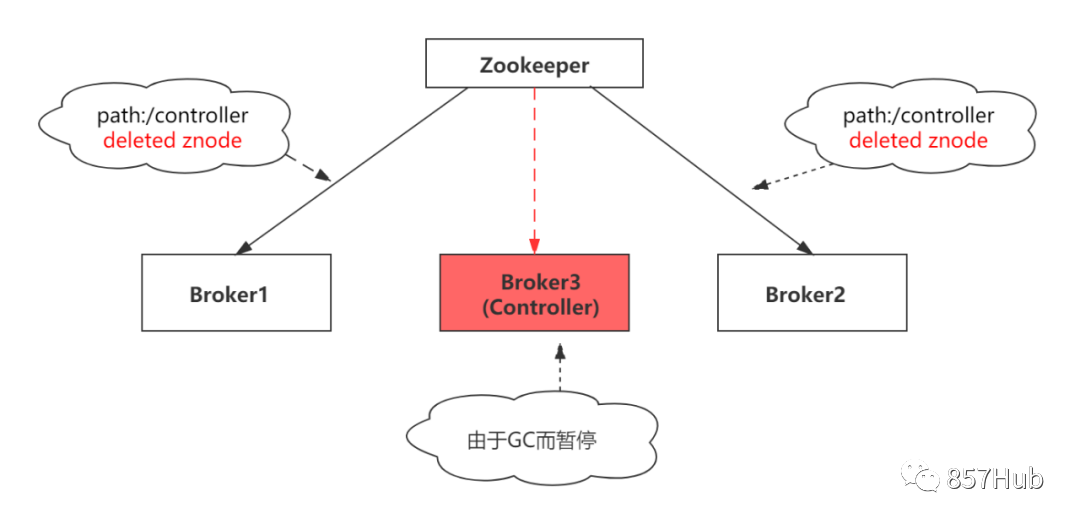 Zookeeper
path:/controller
deleted znode
path:/controller
deleted znode
Broker1
Broker3
(Controller)
Broker2
由于GC而暂停
857Hub